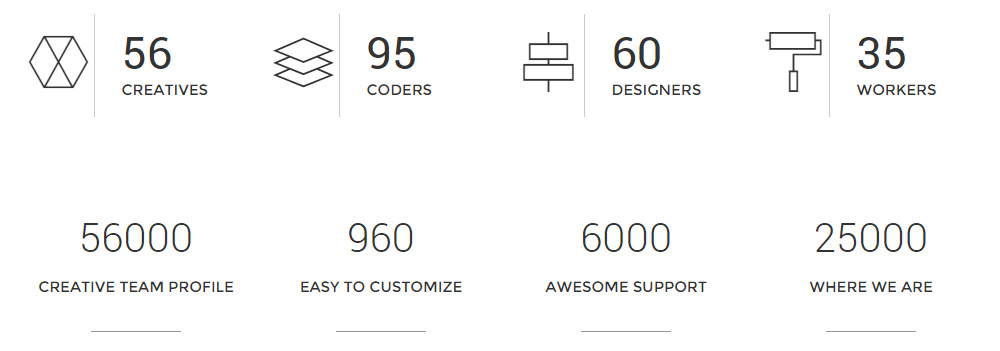 56
CREATIVES
95
CODERS
60
DESIGNERS
35
WORKERS
56000
CREATIVE TEAM PROFILE
960
EASY TO CUSTOMIZE
6000
AWESOME SUPPORT
25000
WHERE WE ARE